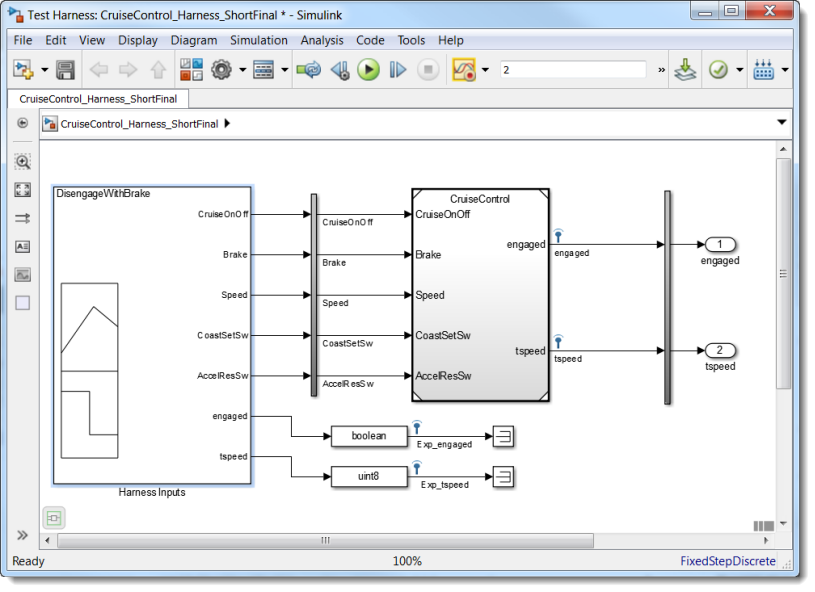 Test Harness: CruiseControl_Harness_ShortFinal * - Simulink
File Edit View Display Diagram Simulation Analysis Code Tools Help
2 »
CruiseControl_Harness_ShortFinal
CruiseControl_Harness_ShortFinal
DisengageWithBrake
CruiseOnOff
Brake
Speed
CoastSetSw
AccelResSw
engaged
tspeed
Harness Inputs
CruiseOnOff
Brake
Speed
CoastSetSw
AccelResSw
CruiseControl
CruiseOnOff
Brake
Speed
CoastSetSw
AccelResSw
engaged
tspeed
engaged
tspeed
1
engaged
2
tspeed
boolean
Exp_engaged
uint8
Exp_tspeed
Ready 100% FixedStepDiscrete